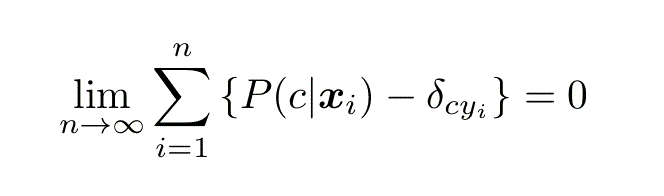 \lim_{n \to \infty} \sum_{i=1}^{n} \{ P(c|\boldsymbol{x}_i) - \delta_{cy_i} \} = 0